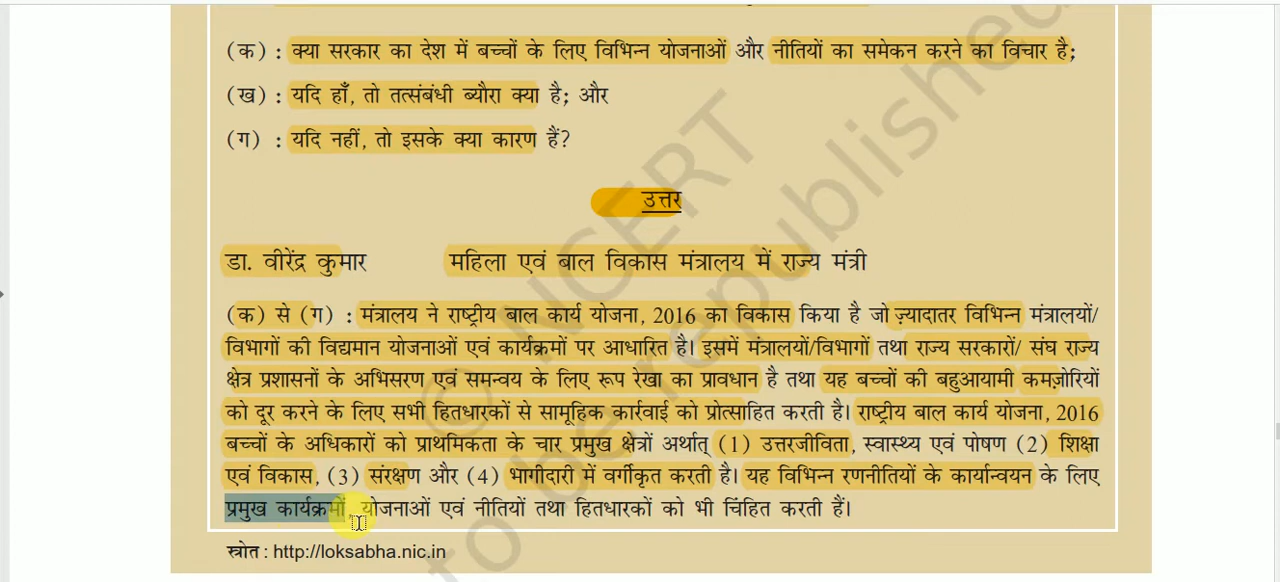 (क) : क्या सरकार का देश में बच्चों के लिए विभिन्न योजनाओं और नीतियों का समेकन करने का विचार है;
(ख) : यदि हाँ, तो तत्संबंधी ब्यौरा क्या है; और
(ग) : यदि नहीं, तो इसके क्या कारण हैं?
उत्तर
डा. वीरेंद्र कुमार महिला एवं बाल विकास मंत्रालय में राज्य मंत्री
(क) से (ग) : मंत्रालय ने राष्ट्रीय बाल कार्य योजना, 2016 का विकास किया है जो ज़्यादातर विभिन्न मंत्रालयों/
विभागों की विद्यमान योजनाओं एवं कार्यक्रमों पर आधारित है। इसमें मंत्रालयों/विभागों तथा राज्य सरकारों/ संघ राज्य
क्षेत्र प्रशासनों के अभिसरण एवं समन्वय के लिए रूप रेखा का प्रावधान है तथा यह बच्चों की बहुआयामी कमज़ोरियों
को दूर करने के लिए सभी हितधारकों से सामूहिक कार्रवाई को प्रोत्साहित करती है। राष्ट्रीय बाल कार्य योजना, 2016
बच्चों के अधिकारों को प्राथमिकता के चार प्रमुख क्षेत्रों अर्थात् (1) उत्तरजीविता, स्वास्थ्य एवं पोषण (2) शिक्षा
एवं विकास, (3) संरक्षण और (4) भागीदारी में वर्गीकृत करती है। यह विभिन्न रणनीतियों के कार्यान्वयन के लिए
प्रमुख कार्यक्रमों, योजनाओं एवं नीतियों तथा हितधारकों को भी चिंहित करती हैं।
स्त्रोत : http://loksabha.nic.in
© NCERT
to be republished